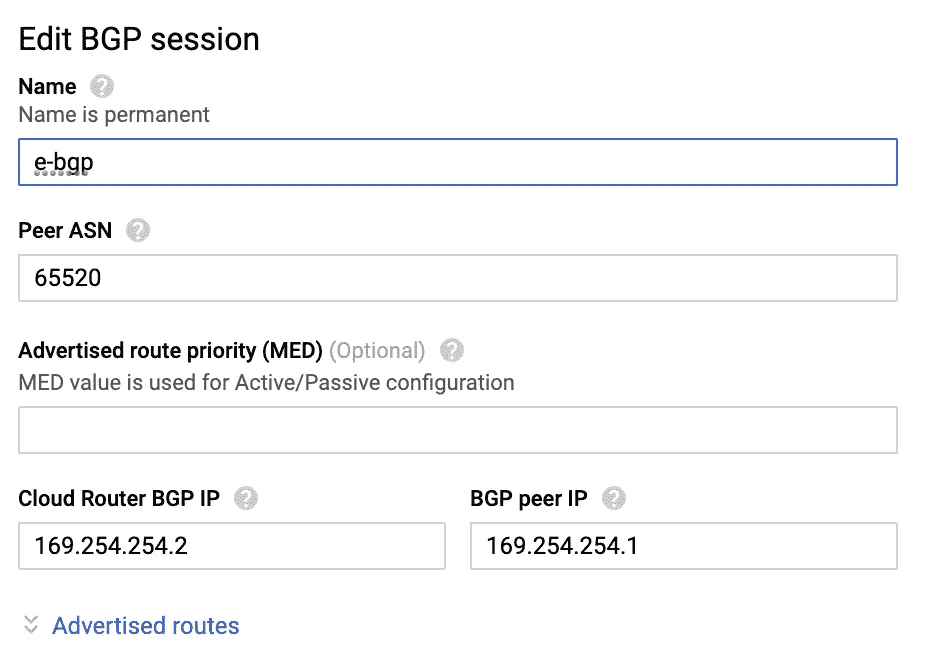 Edit BGP session
Name
Name is permanent
e-bgp
Peer ASN
65520
Advertised route priority (MED) (Optional)
MED value is used for Active/Passive configuration
Cloud Router BGP IP
BGP peer IP
169.254.254.2
169.254.254.1
Advertised routes